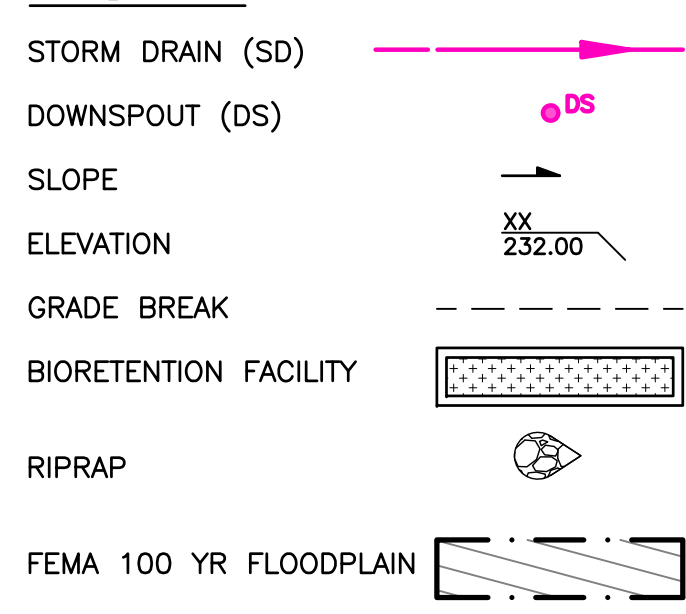 STORM DRAIN (SD)
DOWNSPOUT (DS) DS
SLOPE
XX
ELEVATION 232.00
GRADE BREAK
BIORETENTION FACILITY
RIPRAP
FEMA 100 YR FLOODPLAIN